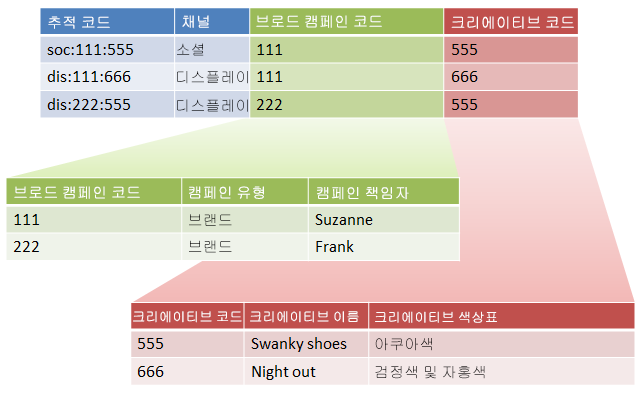 추적 코드 채널 브로드 캠페인 코드 크리에이티브 코드
soc:111:555 소셜 111 555
dis:111:666 디스플레이 111 666
dis:222:555 디스플레이 222 555
브로드 캠페인 코드 캠페인 유형 캠페인 책임자
111 브랜드 Suzanne
222 브랜드 Frank
크리에이티브 코드 크리에이티브 이름 크리에이티브 색상표
555 Swanky shoes 아쿠아색
666 Night out 검정색 및 자홍색